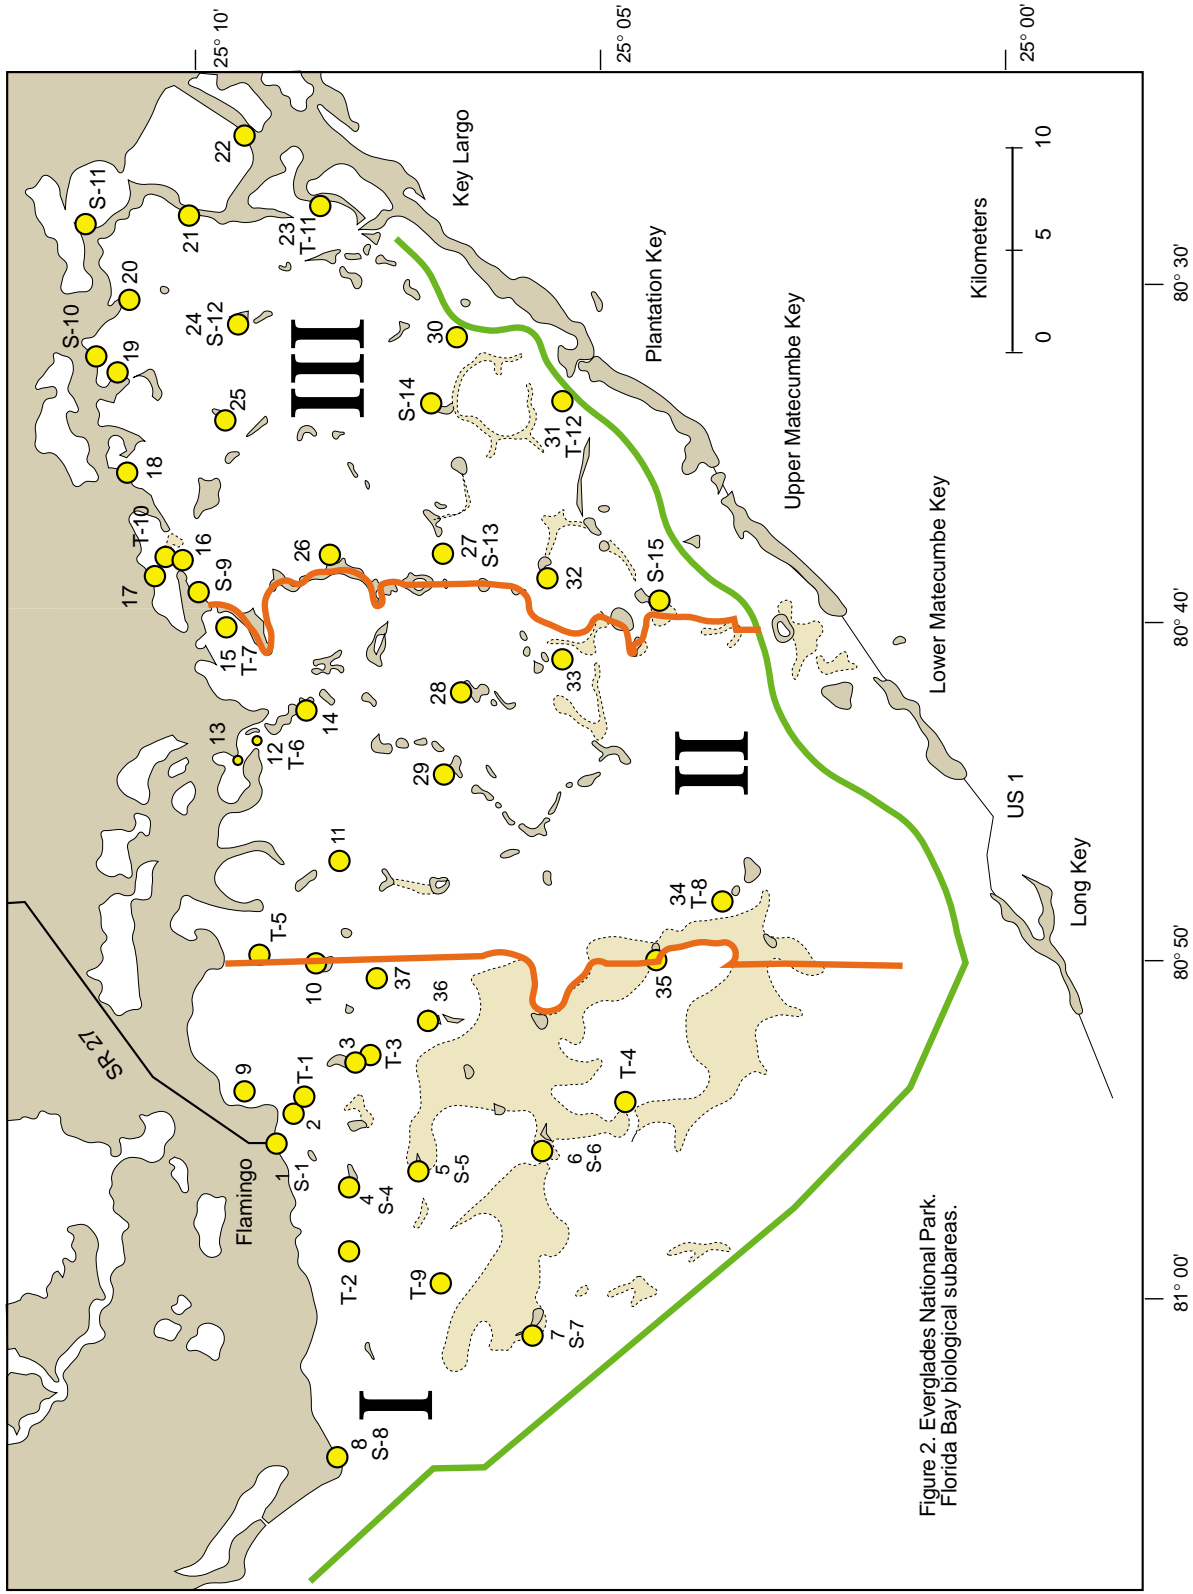 25° 10'
25° 05'
25° 00'
S-11
22
21
20
S-10
19
23
T-11
Key Largo
24
S-12
25
III
30
S-14
31
T-12
Plantation Key
Kilometers
0
5
10
80° 30'
18
T-10
16
17
S-9
15
T-7
26
27
S-13
32
S-15
Upper Matecumbe Key
Lower Matecumbe Key
80° 40'
13
12
T-6
14
28
33
29
II
11
US 1
Long Key
SR 27
T-5
10
37
36
34
T-8
35
80° 50'
9
T-1
2
3
T-3
T-4
Flamingo
1
S-1
4
S-4
5
S-5
6
S-6
T-2
T-9
7
S-7
81° 00'
I
8
S-8
Figure 2. Everglades National Park.
Florida Bay biological subareas.